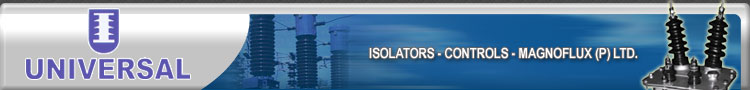 UNIVERSAL
ISOLATORS - CONTROLS - MAGNOFLUX (P) LTD.